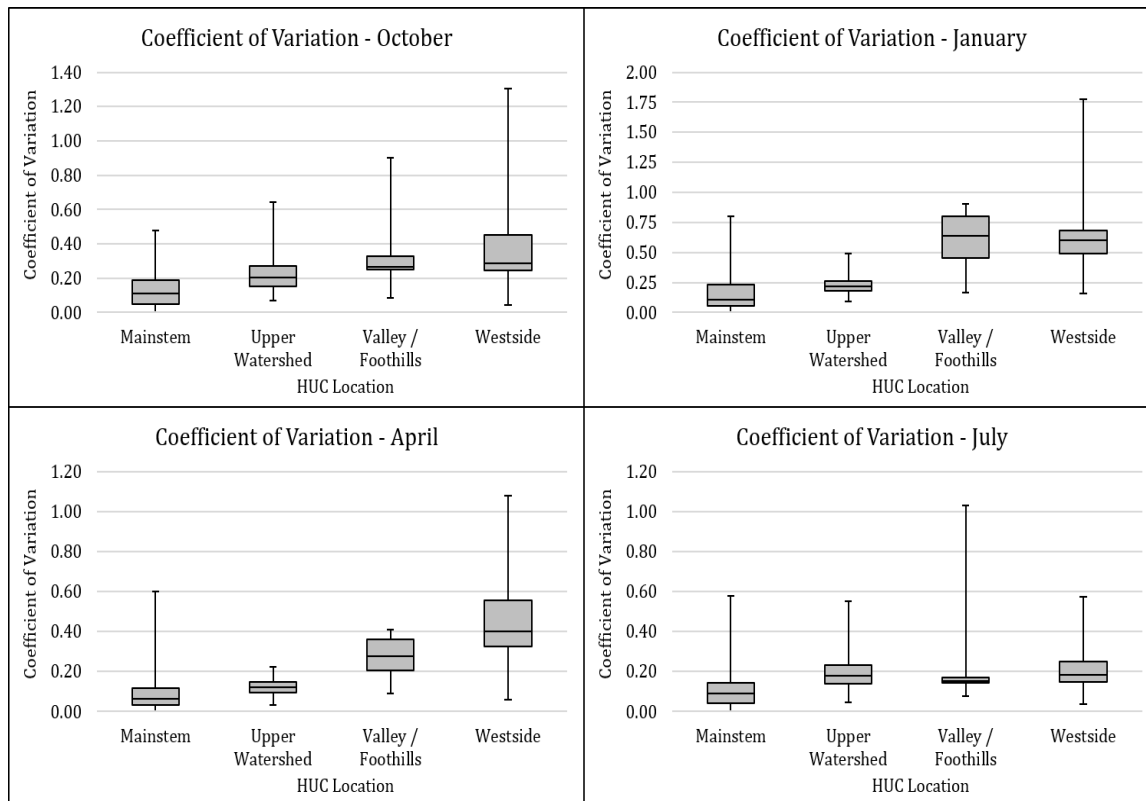 Coefficient of Variation - October
Coefficient of Variation
1.40
1.20
1.00
0.80
0.60
0.40
0.20
0.00
Mainstem Upper Valley / Westside
Watershed Foothills
HUC Location
Coefficient of Variation - January
Coefficient of Variation
2.00
1.75
1.50
1.25
1.00
0.75
0.50
0.25
0.00
Mainstem Upper Valley / Westside
Watershed Foothills
HUC Location
Coefficient of Variation - April
Coefficient of Variation
1.20
1.00
0.80
0.60
0.40
0.20
0.00
Mainstem Upper Valley / Westside
Watershed Foothills
HUC Location
Coefficient of Variation - July
Coefficient of Variation
1.20
1.00
0.80
0.60
0.40
0.20
0.00
Mainstem Upper Valley / Westside
Watershed Foothills
HUC Location